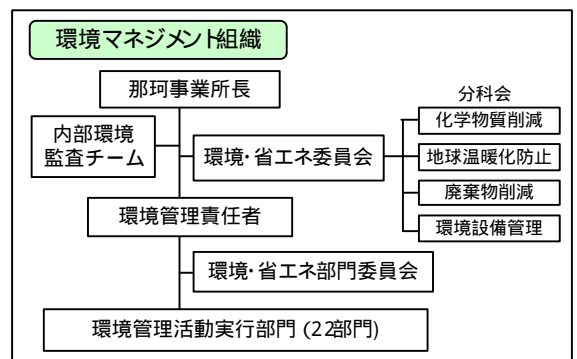 環境マネジメント組織
那珂事業所長
内部環境
監査チーム
環境・省エネ委員会
分科会
化学物質削減
地球温暖化防止
廃棄物削減
環境設備管理
環境管理責任者
環境・省エネ部門委員会
環境管理活動実行部門 (22部門)